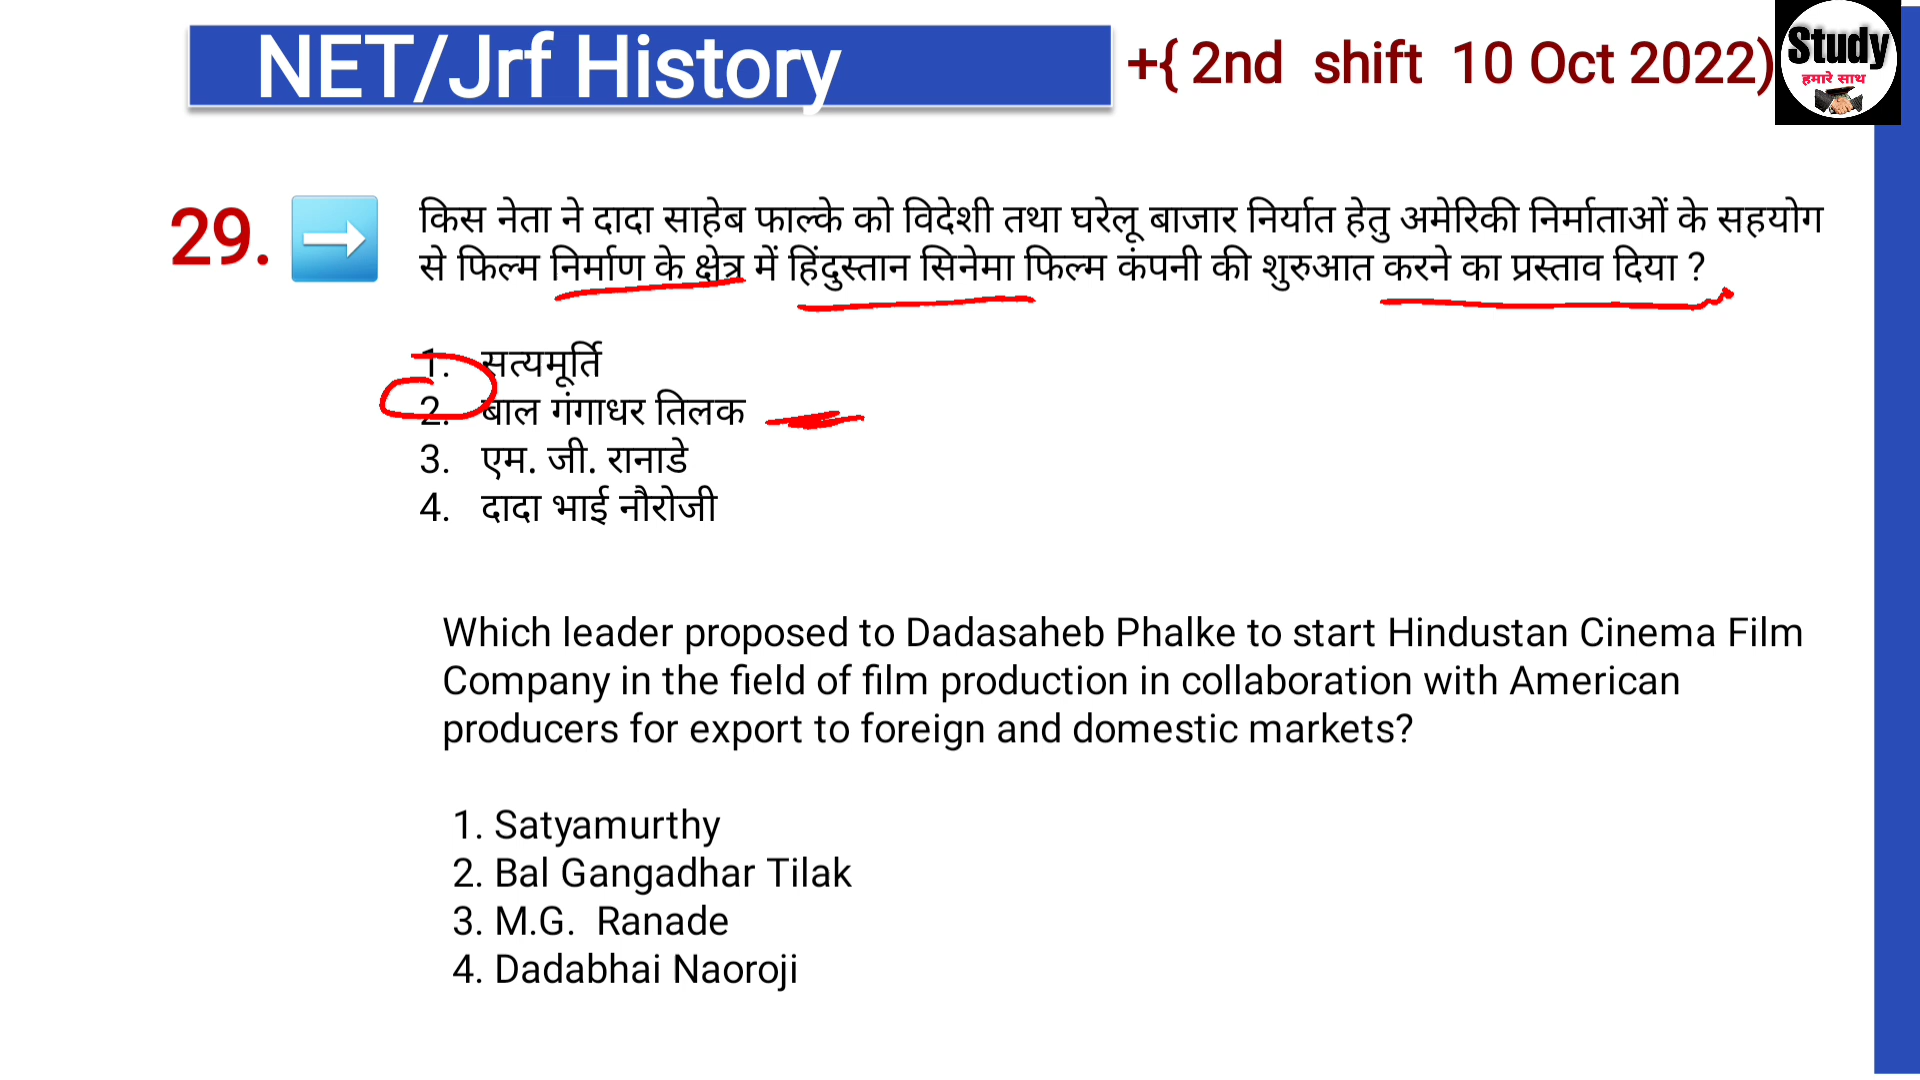 NET/Jrf History
+{ 2nd shift 10 Oct 2022)
Study
हमारे साथ
29.
किस नेता ने दादा साहेब फाल्के को विदेशी तथा घरेलू बाजार निर्यात हेतु अमेरिकी निर्माताओं के सहयोग
से फिल्म निर्माण के क्षेत्र में हिंदुस्तान सिनेमा फिल्म कंपनी की शुरुआत करने का प्रस्ताव दिया ?
1. सत्यमूर्ति
2. बाल गंगाधर तिलक
3. एम. जी. रानाडे
4. दादा भाई नौरोजी
Which leader proposed to Dadasaheb Phalke to start Hindustan Cinema Film
Company in the field of film production in collaboration with American
producers for export to foreign and domestic markets?
1. Satyamurthy
2. Bal Gangadhar Tilak
3. M.G. Ranade
4. Dadabhai Naoroji